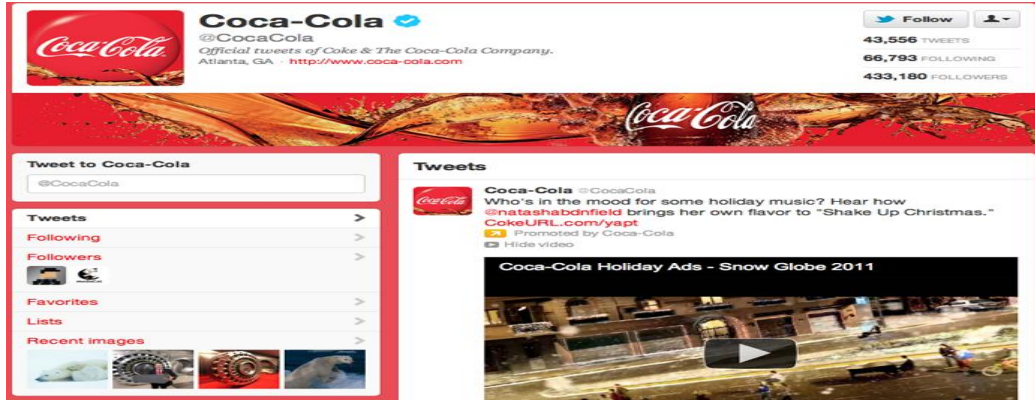 Coca-Cola
@CocaCola
Official tweets of Coke & The Coca-Cola Company.
Atlanta, GA · http://www.coca-cola.com
Follow
43,556 TWEETS
66,793 FOLLOWING
433,180 FOLLOWERS
Coca-Cola
Coca-Cola
Tweet to Coca-Cola
@CocaCola
Tweets
Following
Followers
Favorites
Lists
Recent images
Tweets
Coca-Cola
Coca-Cola @CocaCola
Who's in the mood for some holiday music? Hear how
@natashabdnfield brings her own flavor to "Shake Up Christmas."
CokeURL.com/yapt
Promoted by Coca-Cola
Hide video
Coca-Cola Holiday Ads - Snow Globe 2011